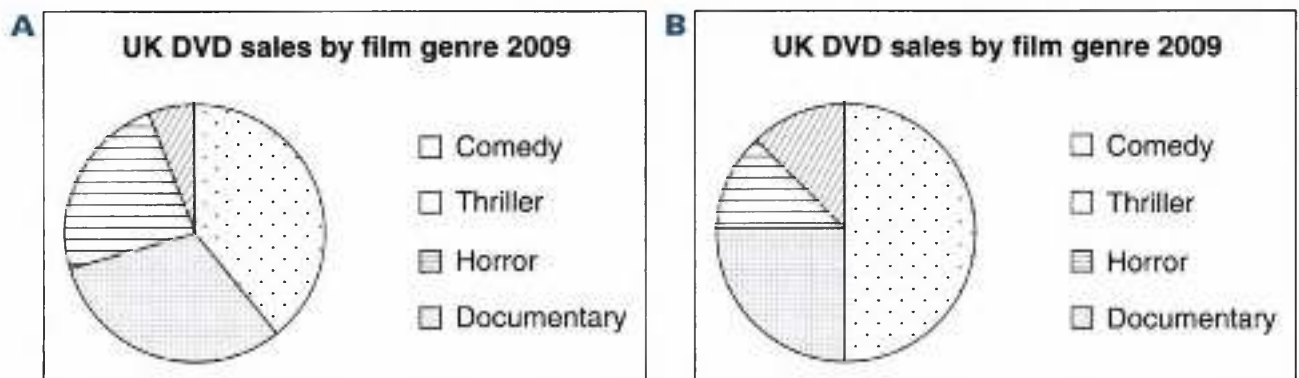 A
UK DVD sales by film genre 2009
Comedy
Thriller
Horror
Documentary
B
UK DVD sales by film genre 2009
Comedy
Thriller
Horror
Documentary